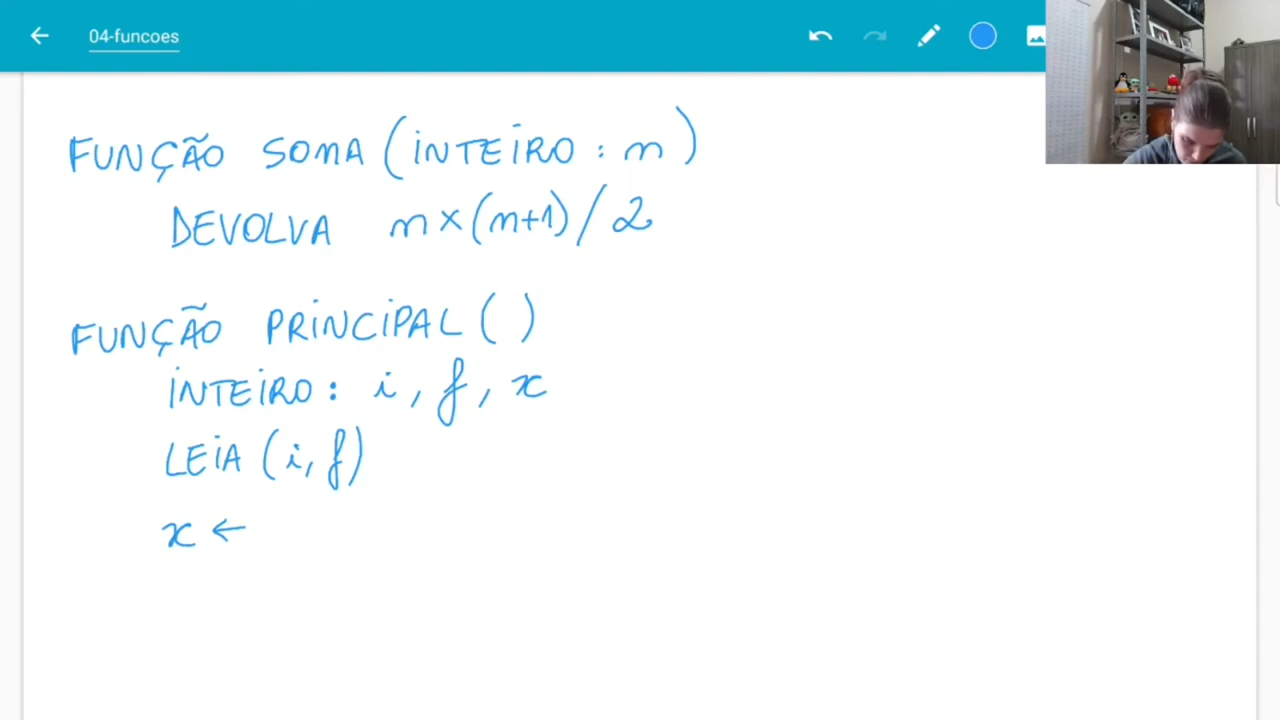 04-funcoes
FUNÇÃO SOMA (INTEIRO : n)
DEVOLVA n×(n+1)/2
FUNÇÃO PRINCIPAL ( )
INTEIRO : i, f, x
LEIA (i, f)
x ←